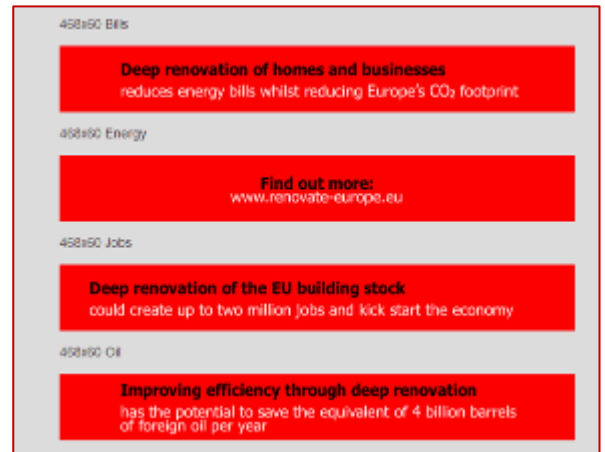 468x60 Bills
Deep renovation of homes and businesses
reduces energy bills whilst reducing Europe's CO₂ footprint
468x60 Energy
Find out more:
www.renovate-europe.eu
468x60 Jobs
Deep renovation of the EU building stock
could create up to two million jobs and kick start the economy
468x60 Oil
Improving efficiency through deep renovation
has the potential to save the equivalent of 4 billion barrels
of foreign oil per year